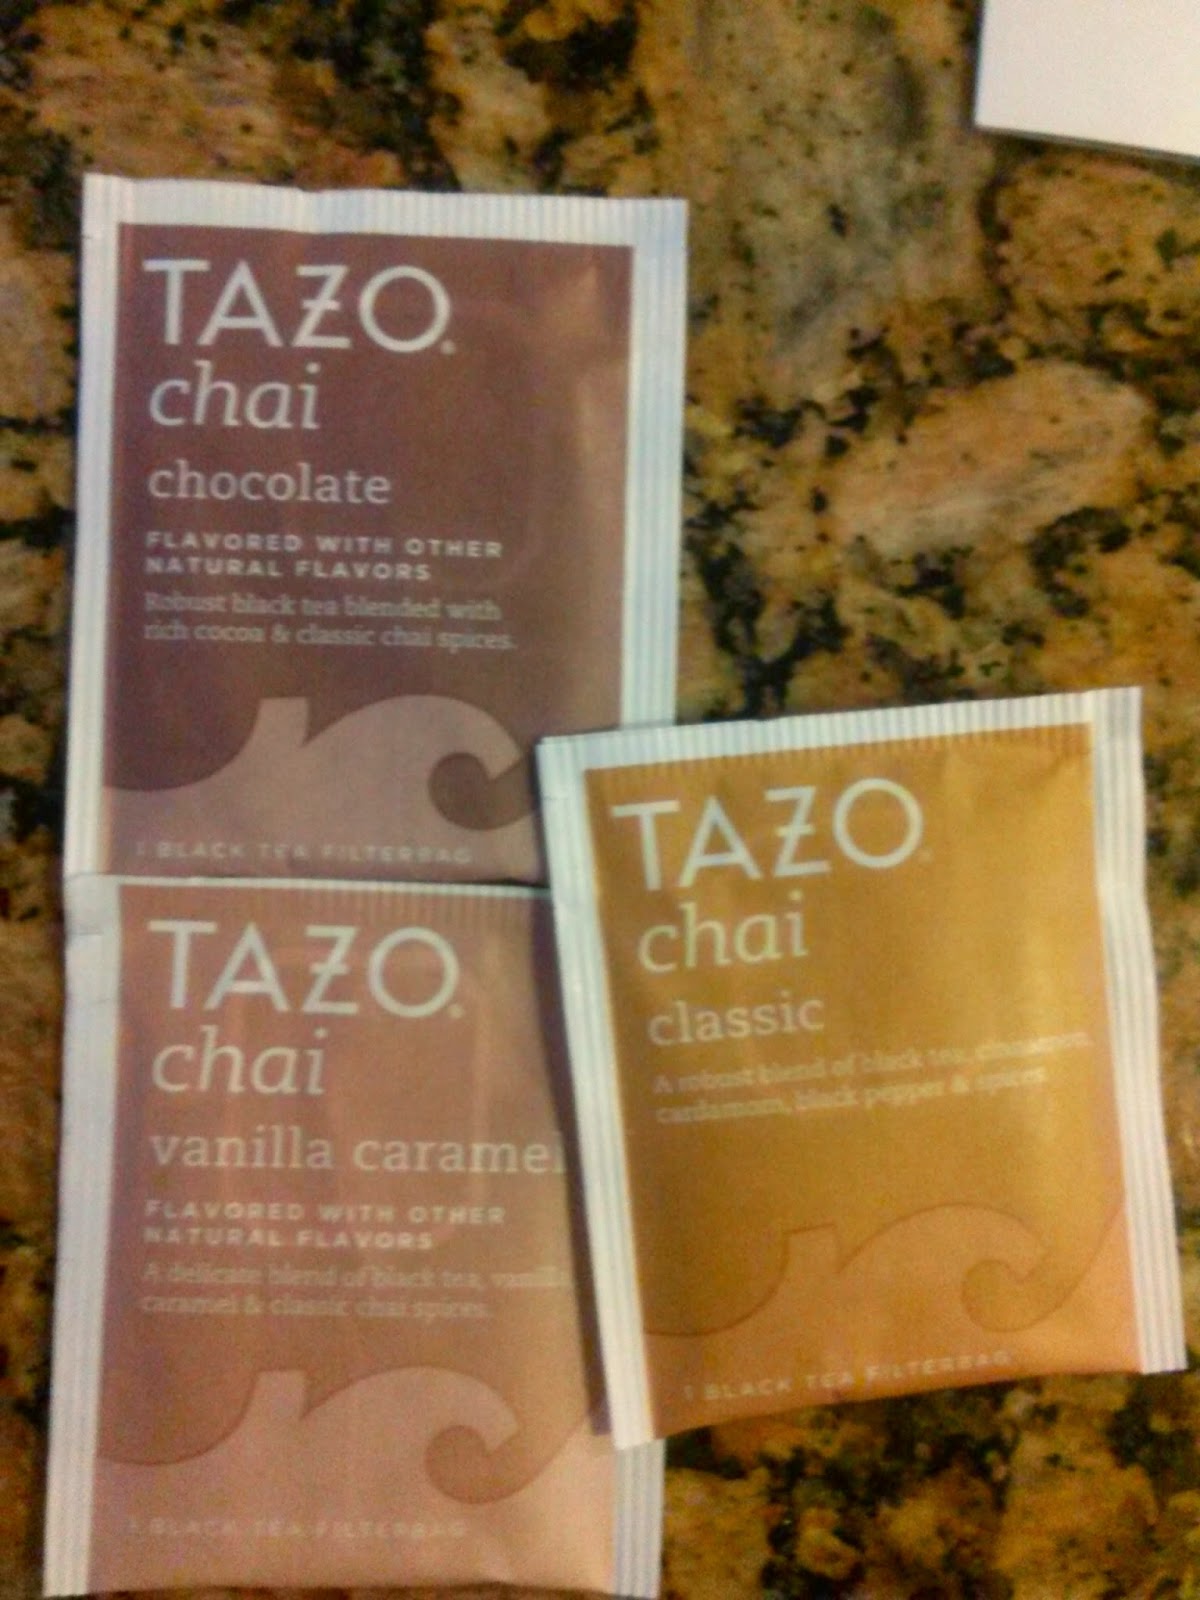 TAZO®
chai
chocolate
FLAVORED WITH OTHER
NATURAL FLAVORS
Robust black tea blended with
rich cocoa & classic chai spices.
1 BLACK TEA FILTERBAG
TAZO®
chai
vanilla caramel
FLAVORED WITH OTHER
NATURAL FLAVORS
A delicate blend of black tea, vanilla
caramel & classic chai spices.
1 BLACK TEA FILTERBAG
TAZO®
chai
classic
A robust blend of black tea, cinnamon,
cardamom, black pepper & spices
1 BLACK TEA FILTERBAG